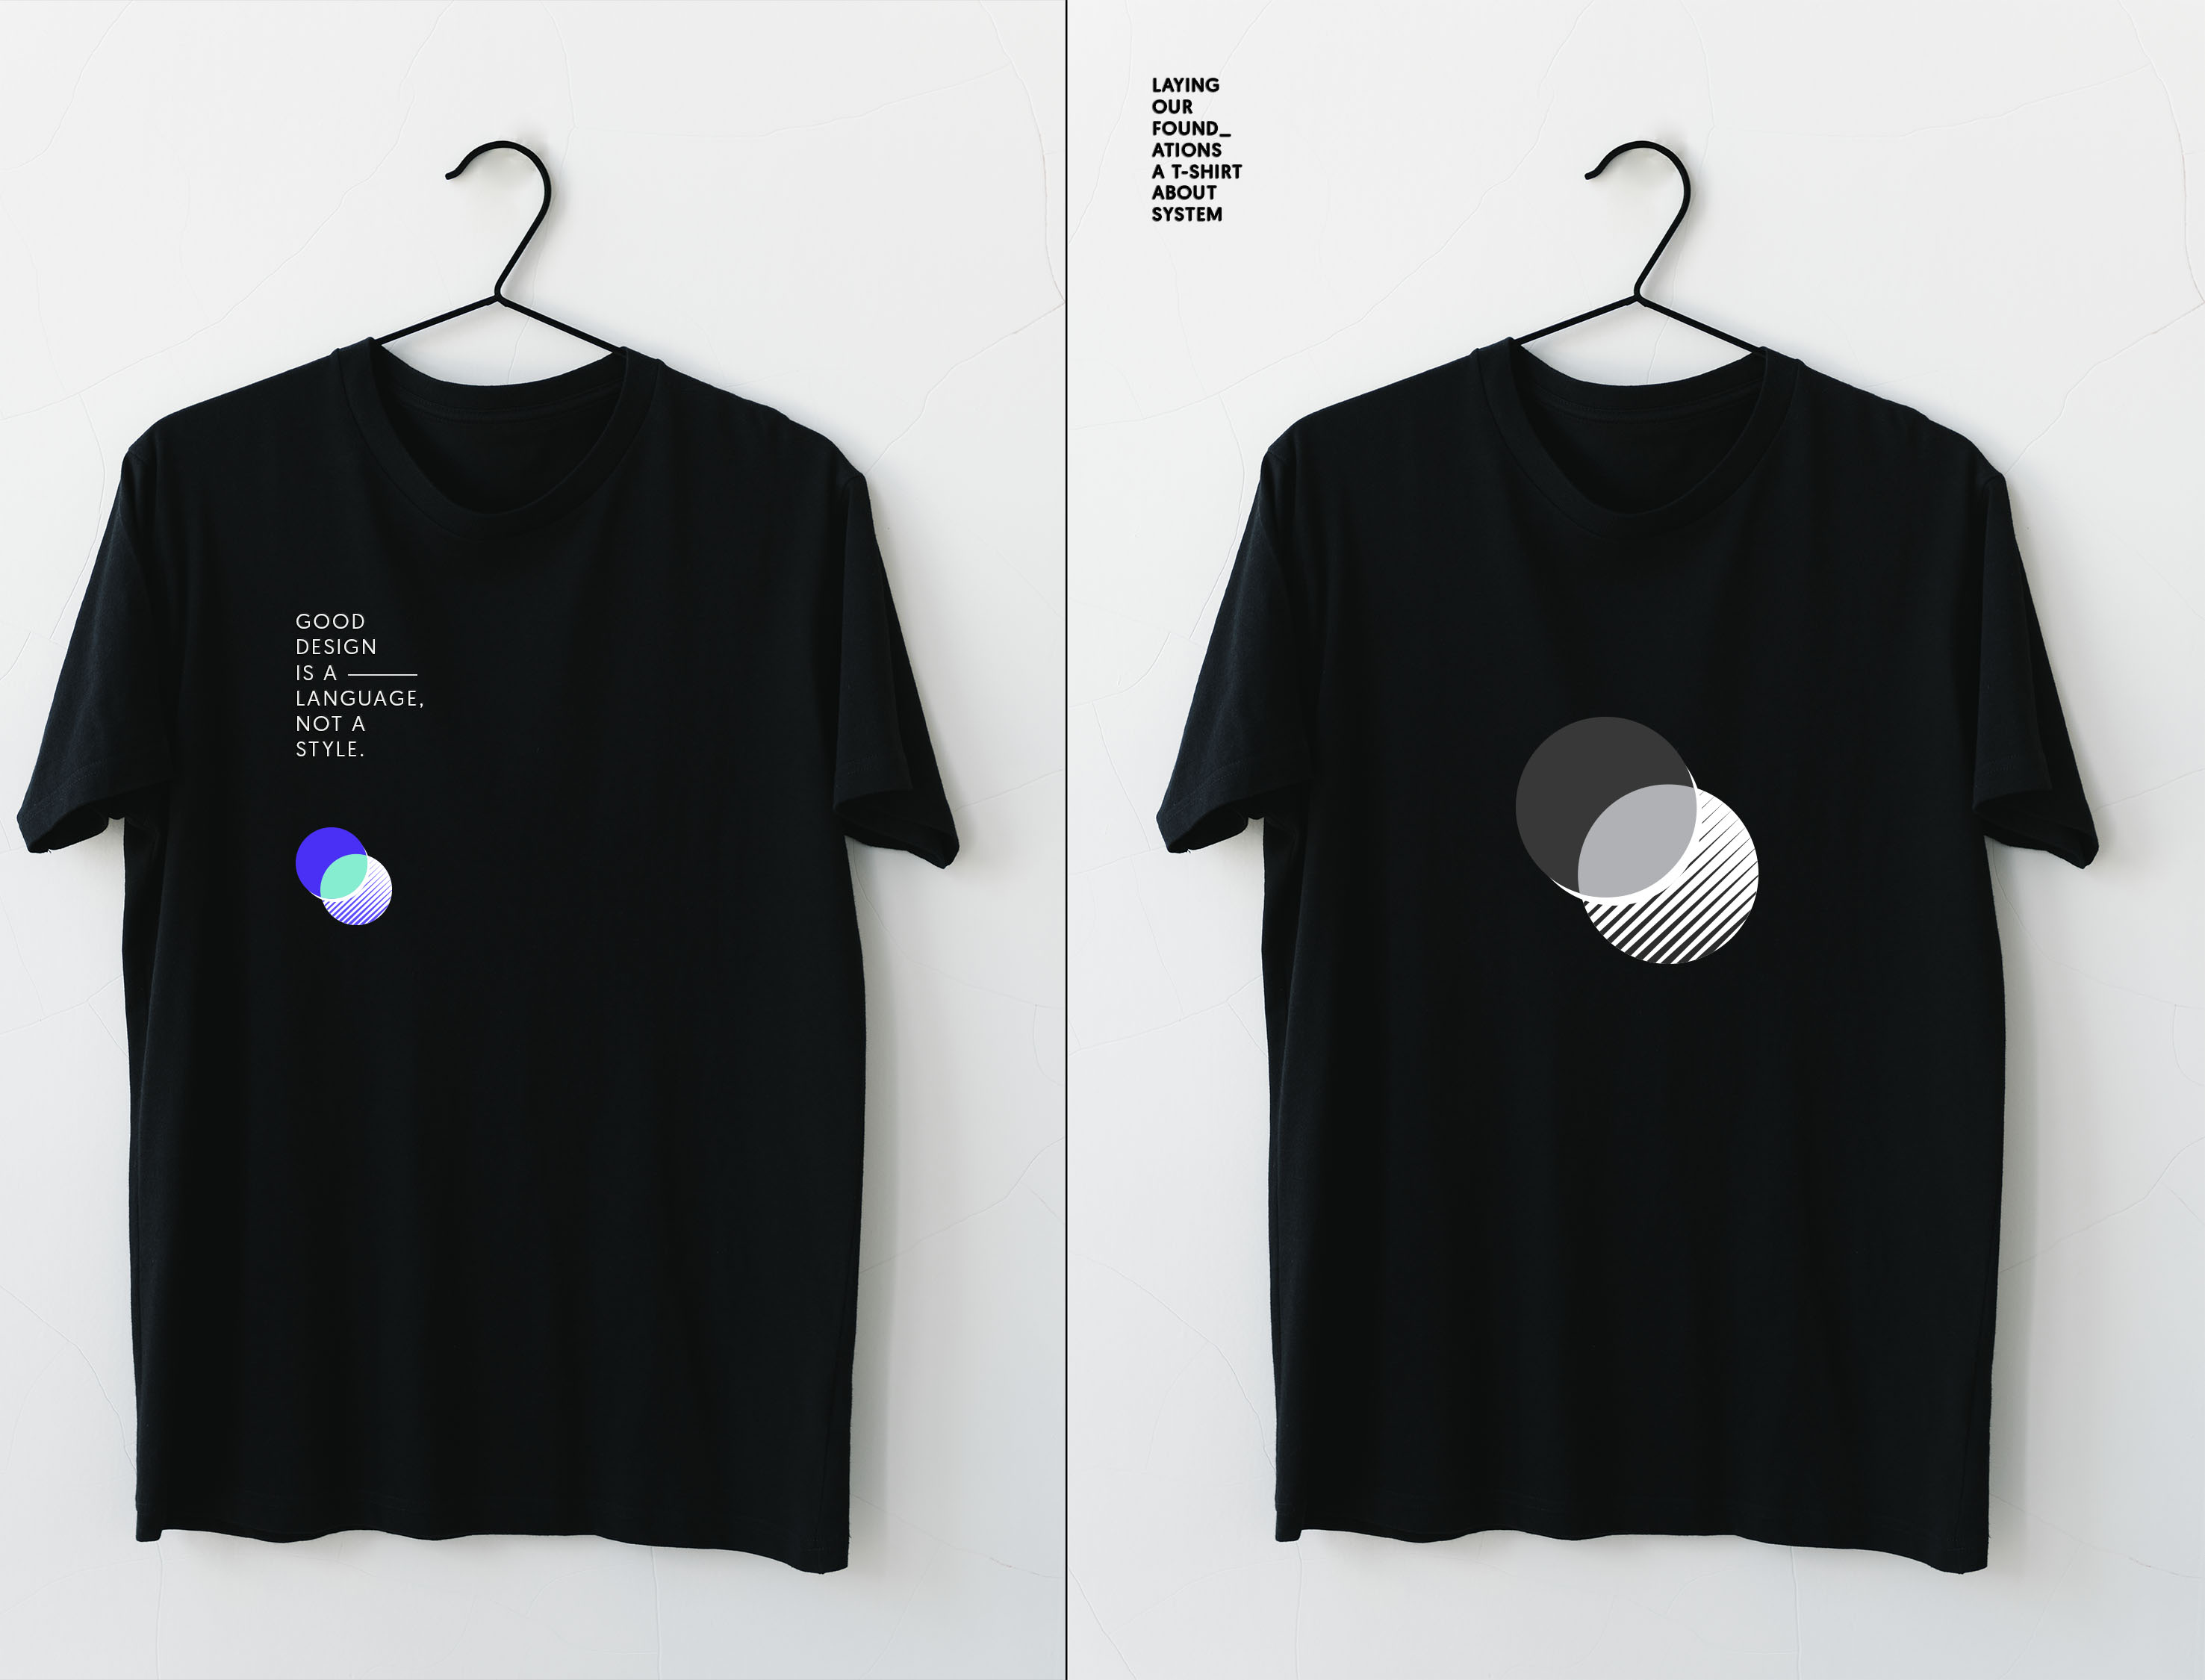 GOOD
DESIGN
IS A
LANGUAGE,
NOT A
STYLE.
LAYING
OUR
FOUND_
ATIONS
A T-SHIRT
ABOUT
SYSTEM